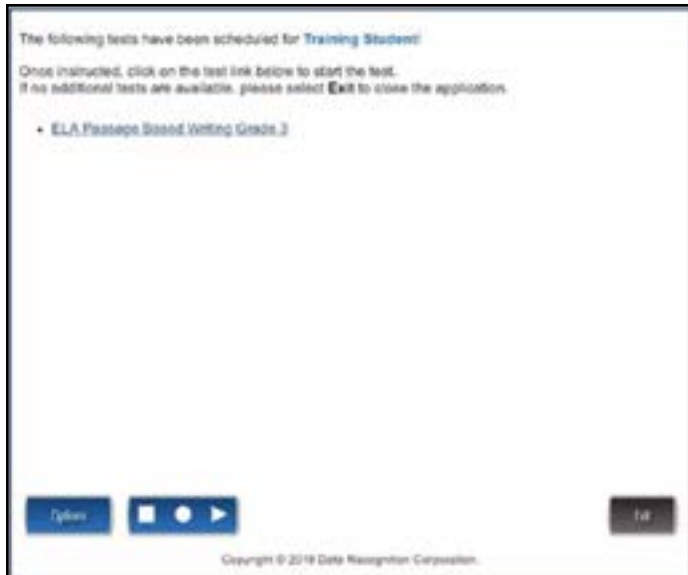 The following tests have been scheduled for Training Student!
Once instructed, click on the test link below to start the test.
If no additional tests are available, please select Exit to close the application.
• ELA Passage Based Writing Grade 3
Options
Exit
Copyright © 2018 Data Recognition Corporation.